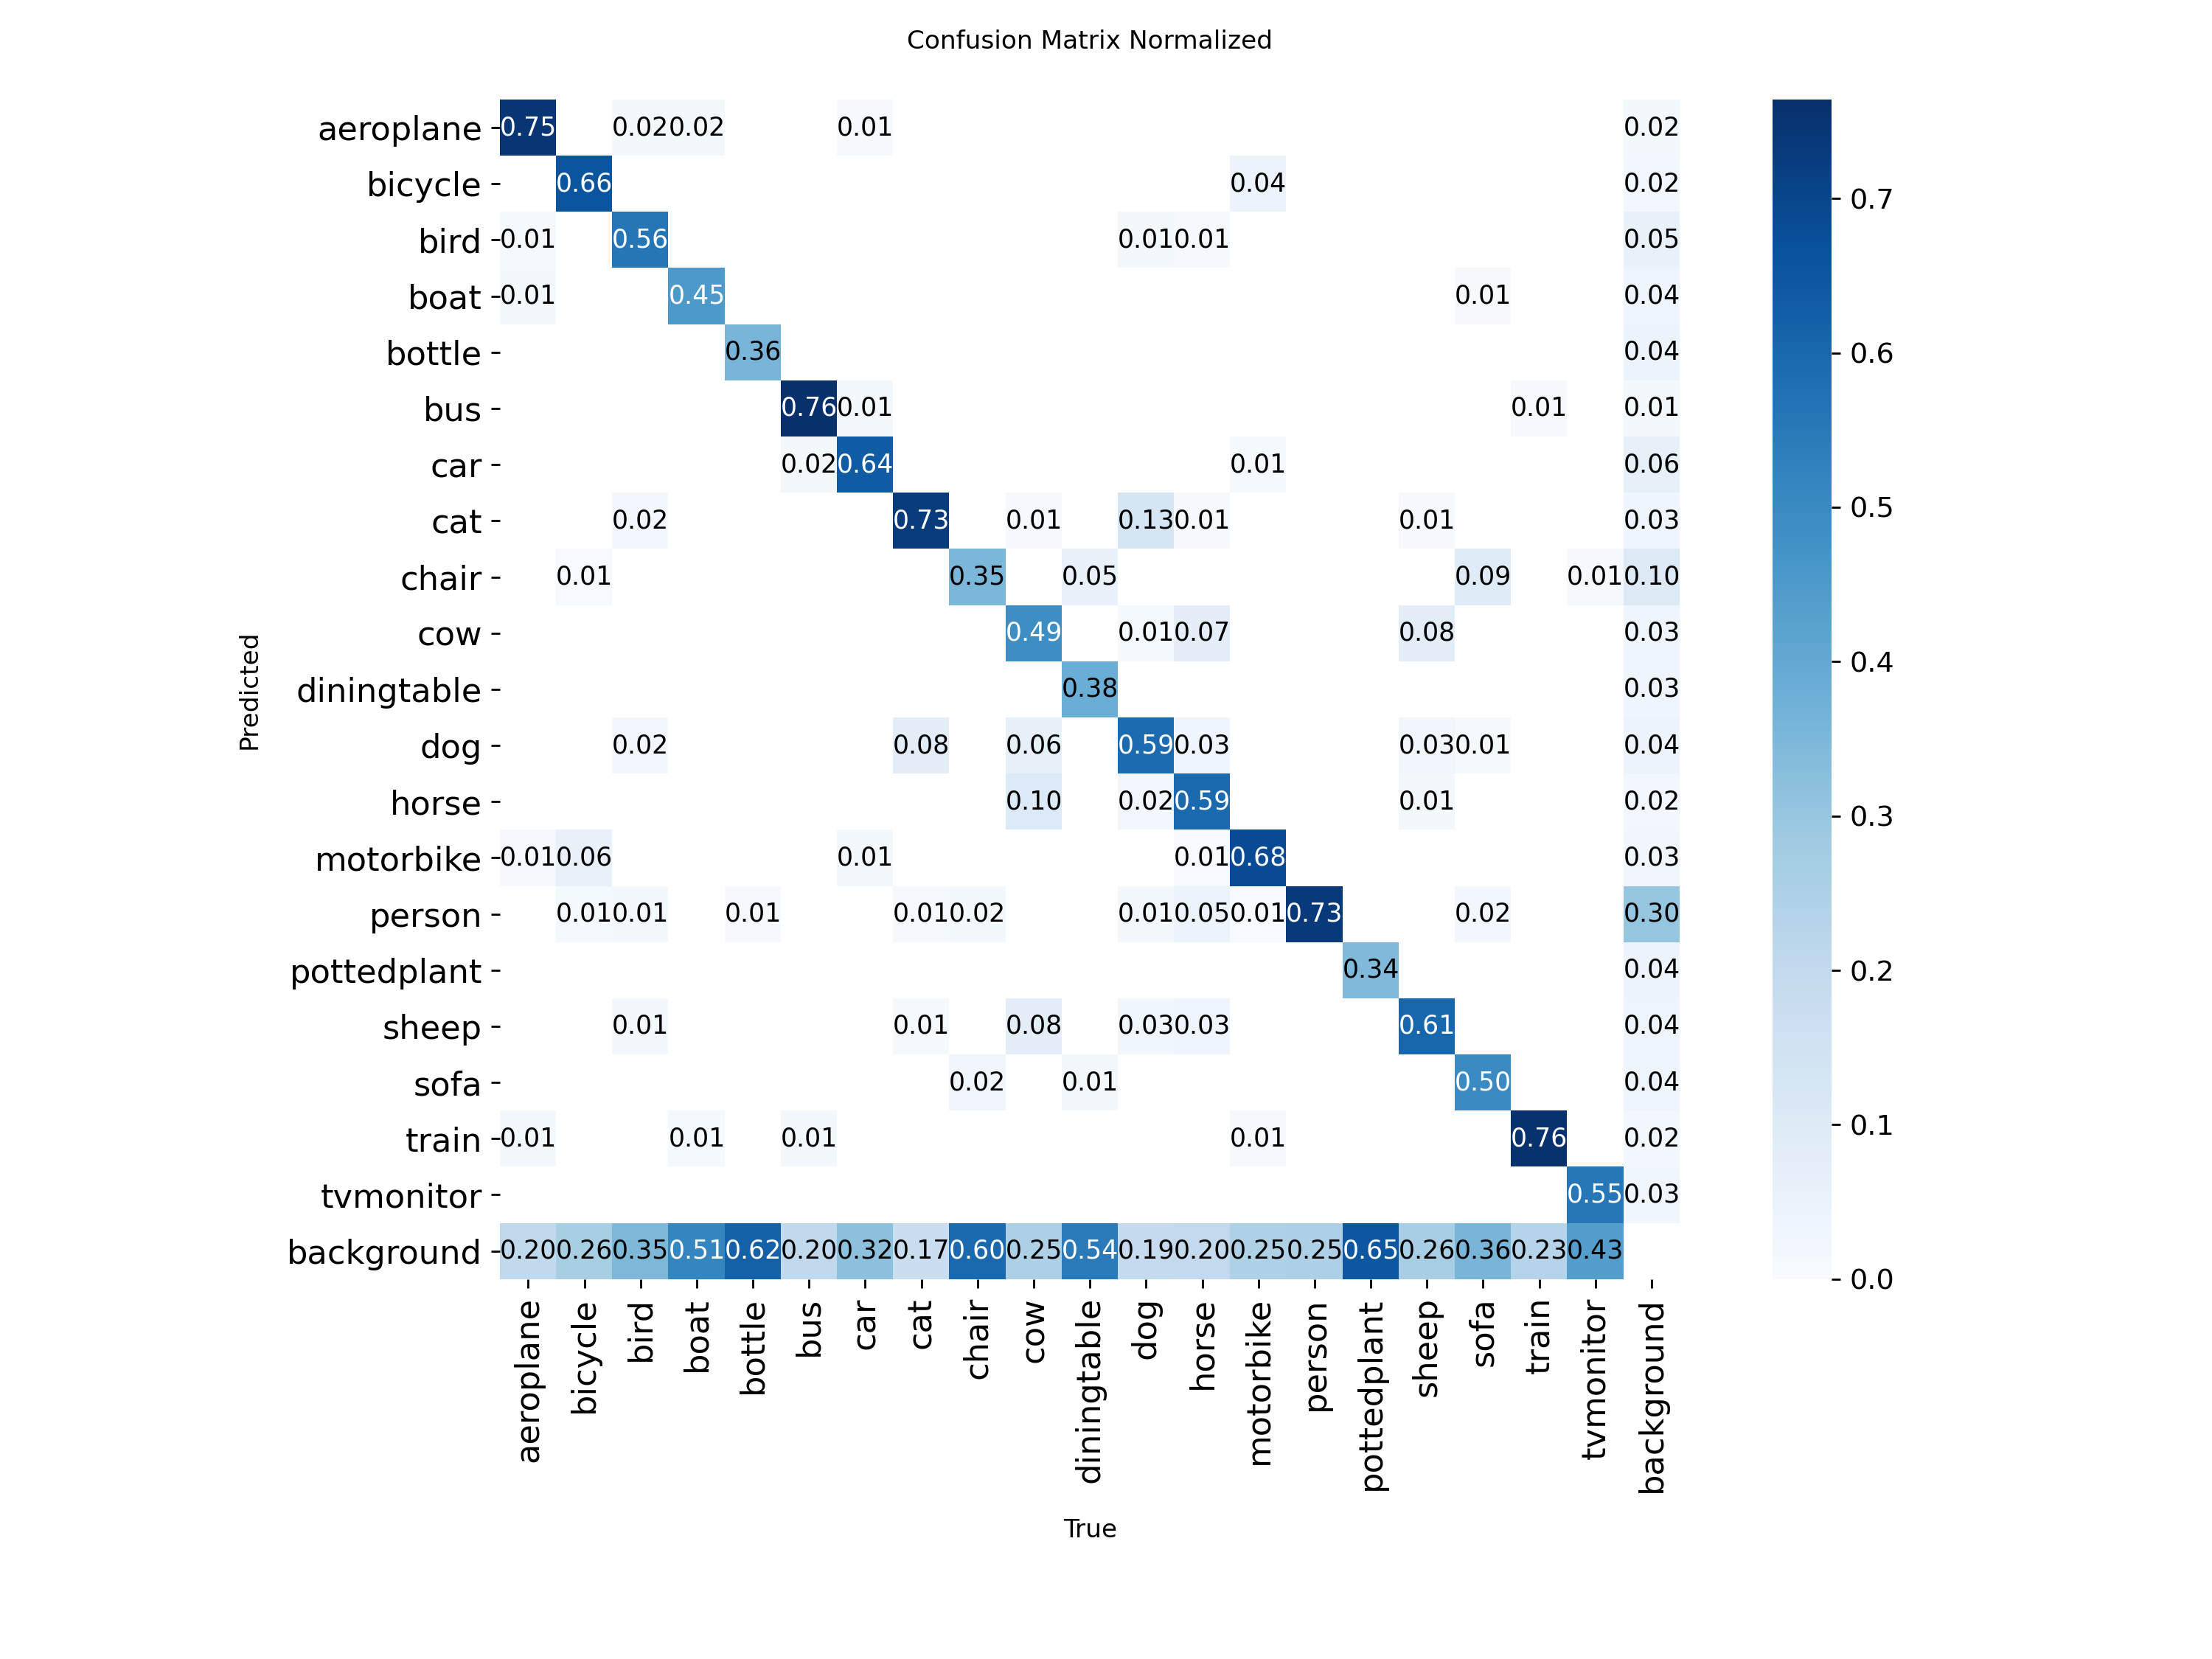 Confusion Matrix Normalized
aeroplane 0.75 0.02 0.02 0.01 0.02
bicycle 0.66 0.04 0.02
0.7
bird 0.01 0.56 0.01 0.01 0.05
boat 0.01 0.45 0.01 0.04
bottle 0.36 0.04
0.6
bus 0.76 0.01 0.01 0.01
car 0.02 0.64 0.01 0.06
0.5
cat 0.02 0.73 0.01 0.13 0.01 0.01 0.03
chair 0.01 0.35 0.05 0.09 0.01 0.10
cow 0.49 0.01 0.07 0.08 0.03
0.4
Predicted
diningtable 0.38 0.03
dog 0.02 0.08 0.06 0.59 0.03 0.03 0.01 0.04
horse 0.10 0.02 0.59 0.01 0.02
0.3
motorbike 0.01 0.06 0.01 0.01 0.68 0.03
person 0.01 0.01 0.01 0.01 0.02 0.01 0.05 0.01 0.73 0.02 0.30
pottedplant 0.34 0.04
0.2
sheep 0.01 0.01 0.08 0.03 0.03 0.61 0.04
sofa 0.02 0.01 0.50 0.04
0.1
train 0.01 0.01 0.01 0.01 0.76 0.02
tvmonitor 0.55 0.03
background 0.20 0.26 0.35 0.51 0.62 0.20 0.32 0.17 0.60 0.25 0.54 0.19 0.20 0.25 0.25 0.65 0.26 0.36 0.23 0.43
0.0
aeroplane
bicycle
bird
boat
bottle
bus
car
cat
chair
cow
diningtable
dog
horse
motorbike
person
pottedplant
sheep
sofa
train
tvmonitor
background
True